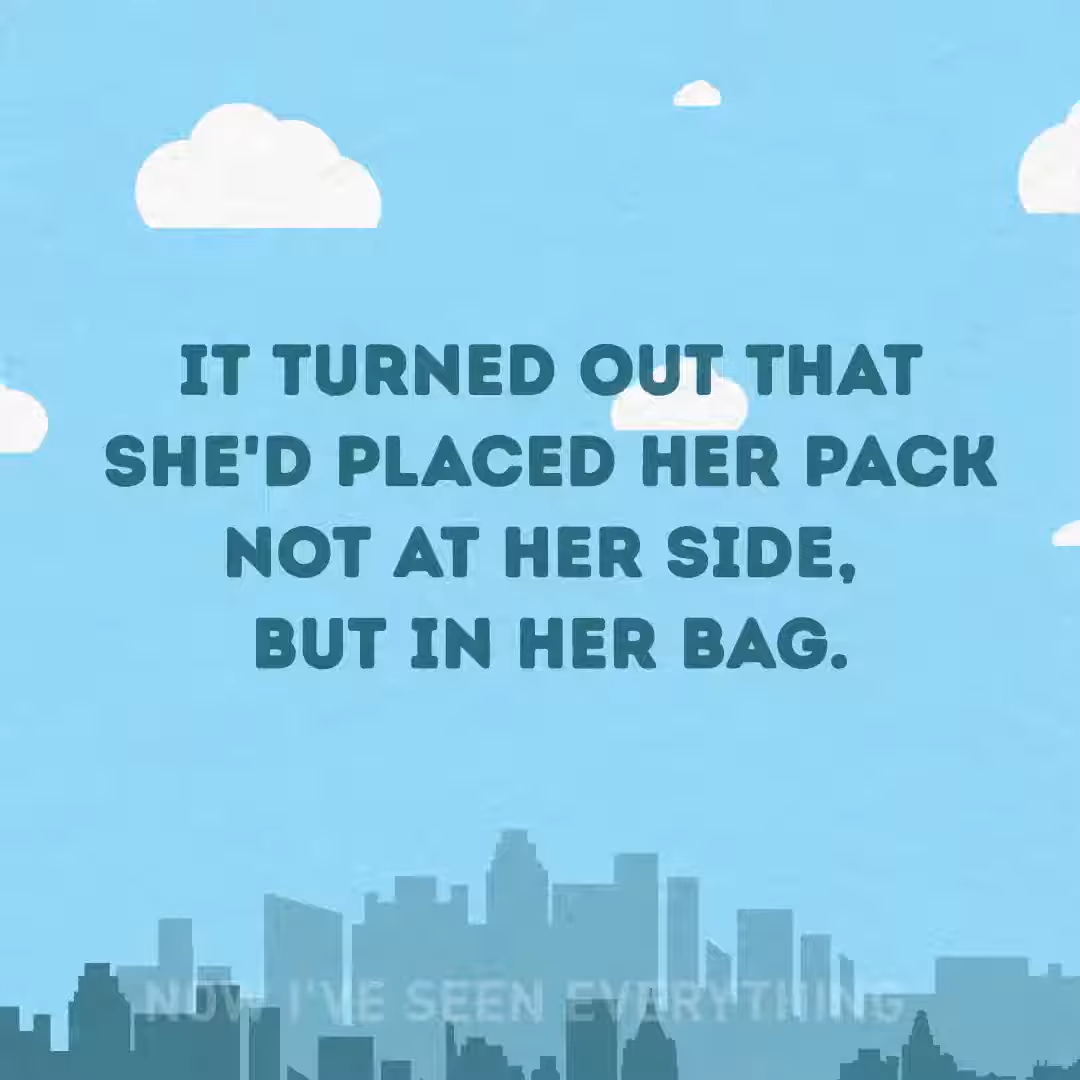 IT TURNED OUT THAT
SHE'D PLACED HER PACK
NOT AT HER SIDE,
BUT IN HER BAG.
NOW I'VE SEEN EVERYTHING